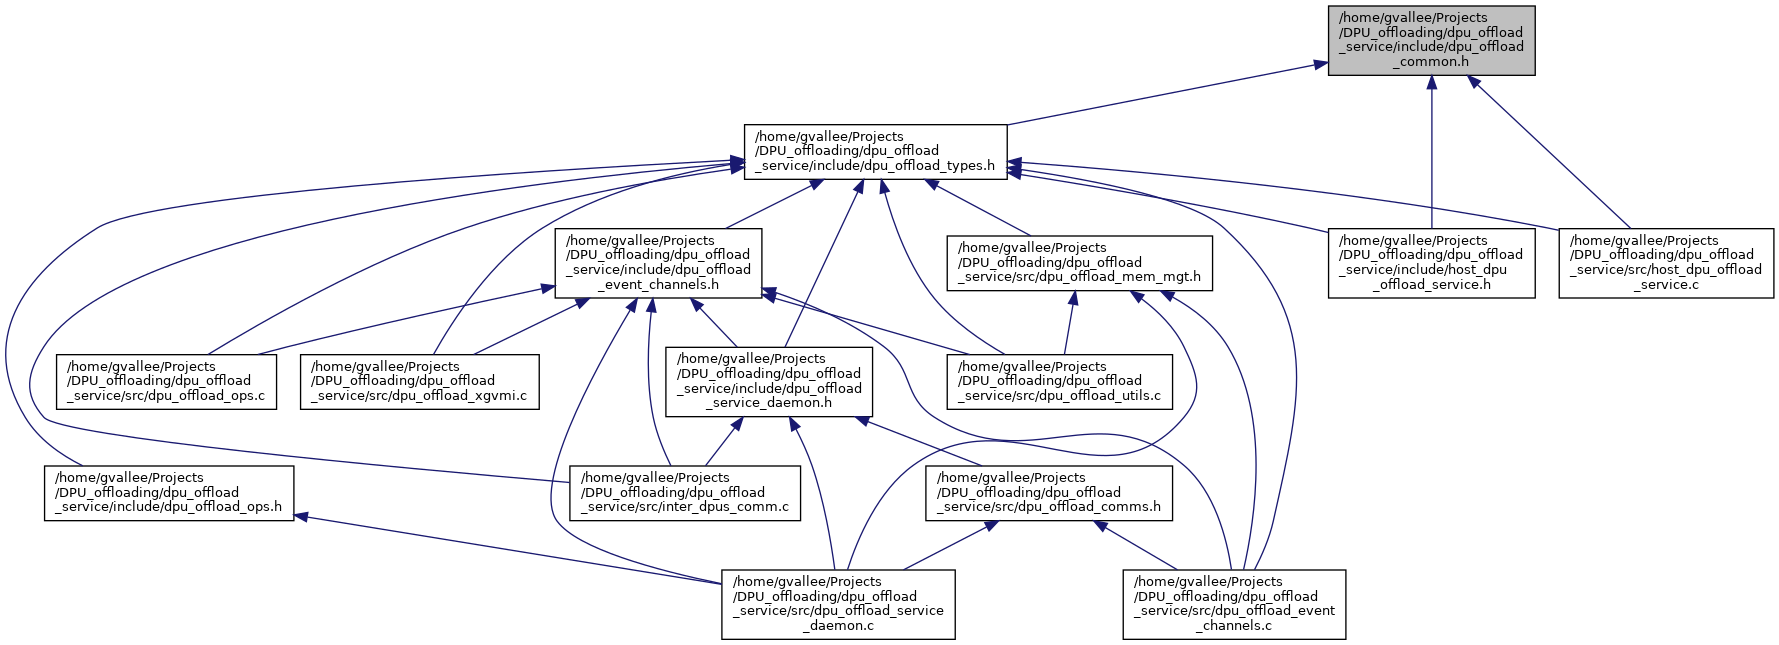 /home/gvallee/Projects
/DPU_offloading/dpu_offload
_service/include/dpu_offload
_common.h
/home/gvallee/Projects
/DPU_offloading/dpu_offload
_service/include/dpu_offload_types.h
/home/gvallee/Projects
/DPU_offloading/dpu_offload
_service/include/dpu_offload
_event_channels.h
/home/gvallee/Projects
/DPU_offloading/dpu_offload
_service/src/dpu_offload_mem_mgt.h
/home/gvallee/Projects
/DPU_offloading/dpu_offload
_service/include/host_dpu
_offload_service.h
/home/gvallee/Projects
/DPU_offloading/dpu_offload
_service/src/host_dpu_offload
_service.c
/home/gvallee/Projects
/DPU_offloading/dpu_offload
_service/src/dpu_offload_ops.c
/home/gvallee/Projects
/DPU_offloading/dpu_offload
_service/src/dpu_offload_xgvmi.c
/home/gvallee/Projects
/DPU_offloading/dpu_offload
_service/include/dpu_offload
_service_daemon.h
/home/gvallee/Projects
/DPU_offloading/dpu_offload
_service/src/dpu_offload_utils.c
/home/gvallee/Projects
/DPU_offloading/dpu_offload
_service/include/dpu_offload_ops.h
/home/gvallee/Projects
/DPU_offloading/dpu_offload
_service/src/inter_dpus_comm.c
/home/gvallee/Projects
/DPU_offloading/dpu_offload
_service/src/dpu_offload_comms.h
/home/gvallee/Projects
/DPU_offloading/dpu_offload
_service/src/dpu_offload_service
_daemon.c
/home/gvallee/Projects
/DPU_offloading/dpu_offload
_service/src/dpu_offload_event
_channels.c